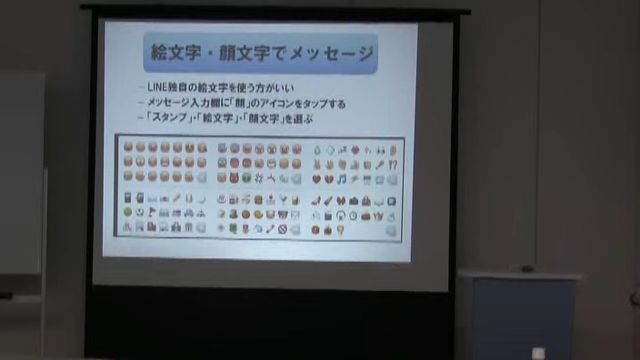 絵文字・顔文字でメッセージ
– LINE独自の絵文字を使う方がいい
– メッセージ入力欄に「顔」のアイコンをタップする
– 「スタンプ」・「絵文字」・「顔文字」を選ぶ